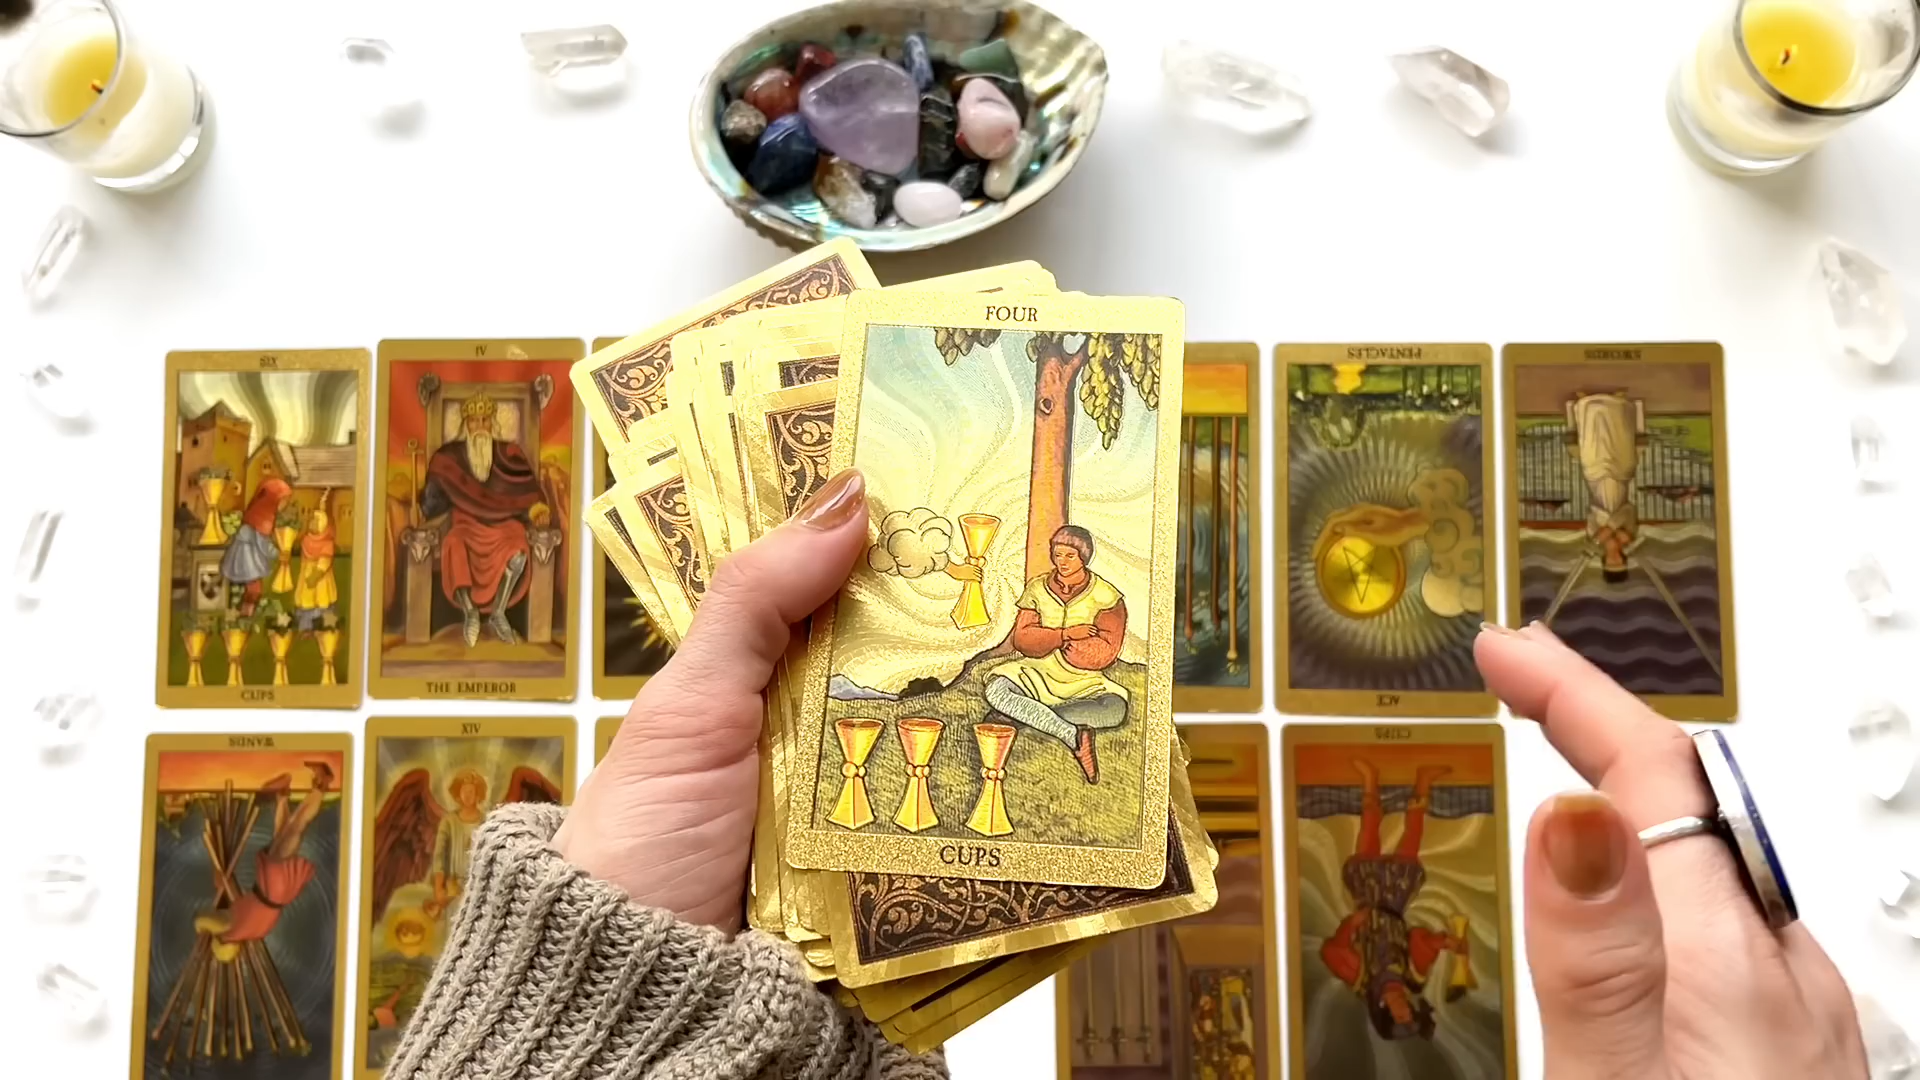 FOUR
CUPS
SIX
CUPS
IV
THE EMPEROR
PENTACLES
ACE
SWORDS
WANDS
XIV
CUPS